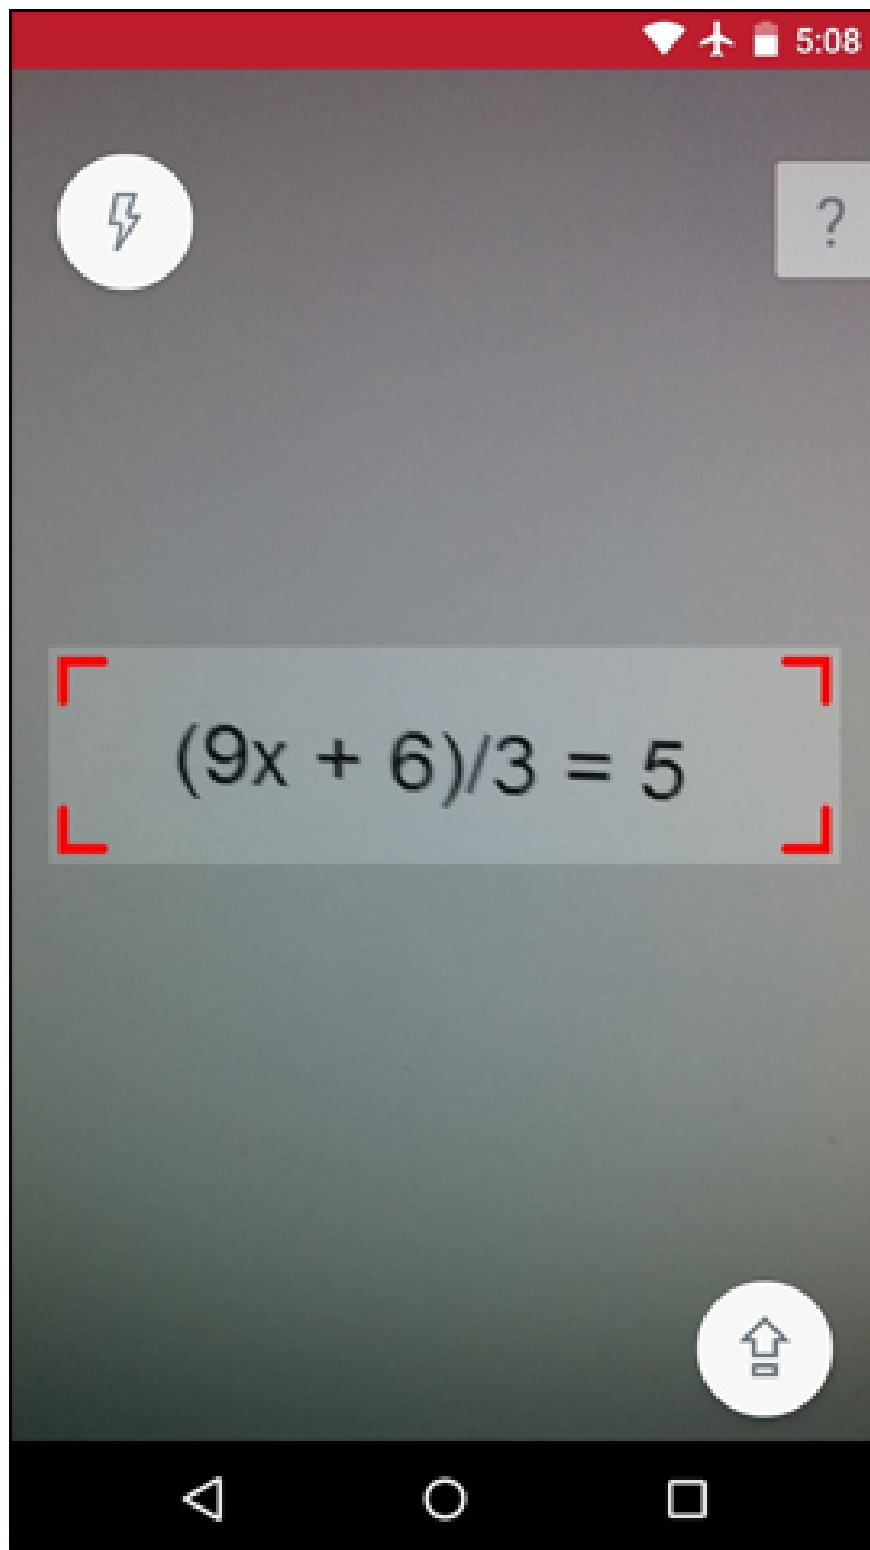 5:08
?
(9x + 6)/3 = 5